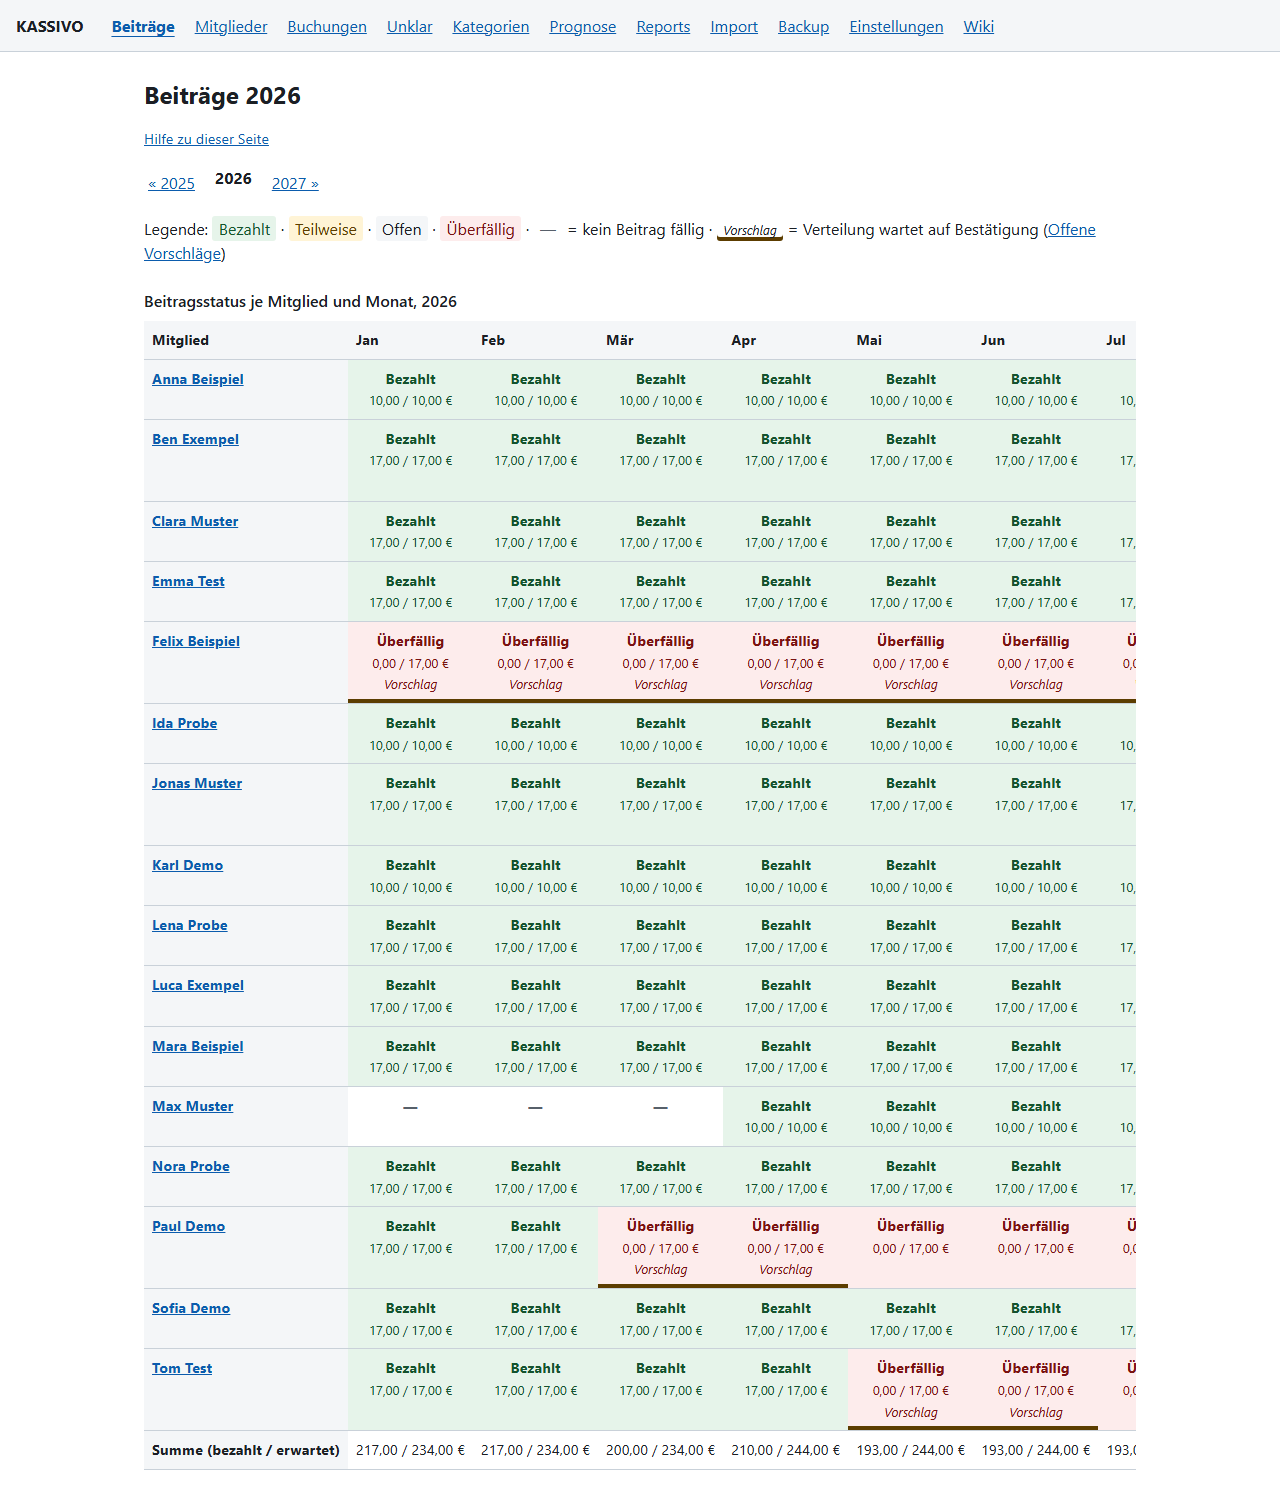 KASSIVO Beiträge Mitglieder Buchungen Unklar Kategorien Prognose Reports Import Backup Einstellungen Wiki
Beiträge 2026
Hilfe zu dieser Seite
« 2025 2026 2027 »
Legende: Bezahlt · Teilweise · Offen · Überfällig · — = kein Beitrag fällig · Vorschlag = Verteilung wartet auf Bestätigung (Offene
Vorschläge)
Beitragsstatus je Mitglied und Monat, 2026
Mitglied Jan Feb Mär Apr Mai Jun Jul
Anna Beispiel Bezahlt Bezahlt Bezahlt Bezahlt Bezahlt Bezahlt
10,00 / 10,00 € 10,00 / 10,00 € 10,00 / 10,00 € 10,00 / 10,00 € 10,00 / 10,00 € 10,00 / 10,00 € 10,
Ben Exempel Bezahlt Bezahlt Bezahlt Bezahlt Bezahlt Bezahlt
17,00 / 17,00 € 17,00 / 17,00 € 17,00 / 17,00 € 17,00 / 17,00 € 17,00 / 17,00 € 17,00 / 17,00 € 17,
Clara Muster Bezahlt Bezahlt Bezahlt Bezahlt Bezahlt Bezahlt
17,00 / 17,00 € 17,00 / 17,00 € 17,00 / 17,00 € 17,00 / 17,00 € 17,00 / 17,00 € 17,00 / 17,00 € 17,
Emma Test Bezahlt Bezahlt Bezahlt Bezahlt Bezahlt Bezahlt
17,00 / 17,00 € 17,00 / 17,00 € 17,00 / 17,00 € 17,00 / 17,00 € 17,00 / 17,00 € 17,00 / 17,00 € 17,
Felix Beispiel Überfällig Überfällig Überfällig Überfällig Überfällig Überfällig Ü
0,00 / 17,00 € 0,00 / 17,00 € 0,00 / 17,00 € 0,00 / 17,00 € 0,00 / 17,00 € 0,00 / 17,00 € 0,0
Vorschlag Vorschlag Vorschlag Vorschlag Vorschlag Vorschlag
Ida Probe Bezahlt Bezahlt Bezahlt Bezahlt Bezahlt Bezahlt
10,00 / 10,00 € 10,00 / 10,00 € 10,00 / 10,00 € 10,00 / 10,00 € 10,00 / 10,00 € 10,00 / 10,00 € 10,
Jonas Muster Bezahlt Bezahlt Bezahlt Bezahlt Bezahlt Bezahlt
17,00 / 17,00 € 17,00 / 17,00 € 17,00 / 17,00 € 17,00 / 17,00 € 17,00 / 17,00 € 17,00 / 17,00 € 17,
Karl Demo Bezahlt Bezahlt Bezahlt Bezahlt Bezahlt Bezahlt
10,00 / 10,00 € 10,00 / 10,00 € 10,00 / 10,00 € 10,00 / 10,00 € 10,00 / 10,00 € 10,00 / 10,00 € 10,
Lena Probe Bezahlt Bezahlt Bezahlt Bezahlt Bezahlt Bezahlt
17,00 / 17,00 € 17,00 / 17,00 € 17,00 / 17,00 € 17,00 / 17,00 € 17,00 / 17,00 € 17,00 / 17,00 € 17,
Luca Exempel Bezahlt Bezahlt Bezahlt Bezahlt Bezahlt Bezahlt
17,00 / 17,00 € 17,00 / 17,00 € 17,00 / 17,00 € 17,00 / 17,00 € 17,00 / 17,00 € 17,00 / 17,00 € 17,
Mara Beispiel Bezahlt Bezahlt Bezahlt Bezahlt Bezahlt Bezahlt
17,00 / 17,00 € 17,00 / 17,00 € 17,00 / 17,00 € 17,00 / 17,00 € 17,00 / 17,00 € 17,00 / 17,00 € 17,
Max Muster — — — Bezahlt Bezahlt Bezahlt
10,00 / 10,00 € 10,00 / 10,00 € 10,00 / 10,00 € 10,
Nora Probe Bezahlt Bezahlt Bezahlt Bezahlt Bezahlt Bezahlt
17,00 / 17,00 € 17,00 / 17,00 € 17,00 / 17,00 € 17,00 / 17,00 € 17,00 / 17,00 € 17,00 / 17,00 € 17,
Paul Demo Bezahlt Bezahlt Überfällig Überfällig Überfällig Überfällig Ü
17,00 / 17,00 € 17,00 / 17,00 € 0,00 / 17,00 € 0,00 / 17,00 € 0,00 / 17,00 € 0,00 / 17,00 € 0,0
Vorschlag Vorschlag
Sofia Demo Bezahlt Bezahlt Bezahlt Bezahlt Bezahlt Bezahlt
17,00 / 17,00 € 17,00 / 17,00 € 17,00 / 17,00 € 17,00 / 17,00 € 17,00 / 17,00 € 17,00 / 17,00 € 17,
Tom Test Bezahlt Bezahlt Bezahlt Bezahlt Überfällig Überfällig Ü
17,00 / 17,00 € 17,00 / 17,00 € 17,00 / 17,00 € 17,00 / 17,00 € 0,00 / 17,00 € 0,00 / 17,00 € 0,0
Vorschlag Vorschlag
Summe (bezahlt / erwartet) 217,00 / 234,00 € 217,00 / 234,00 € 200,00 / 234,00 € 210,00 / 244,00 € 193,00 / 244,00 € 193,00 / 244,00 € 193,0